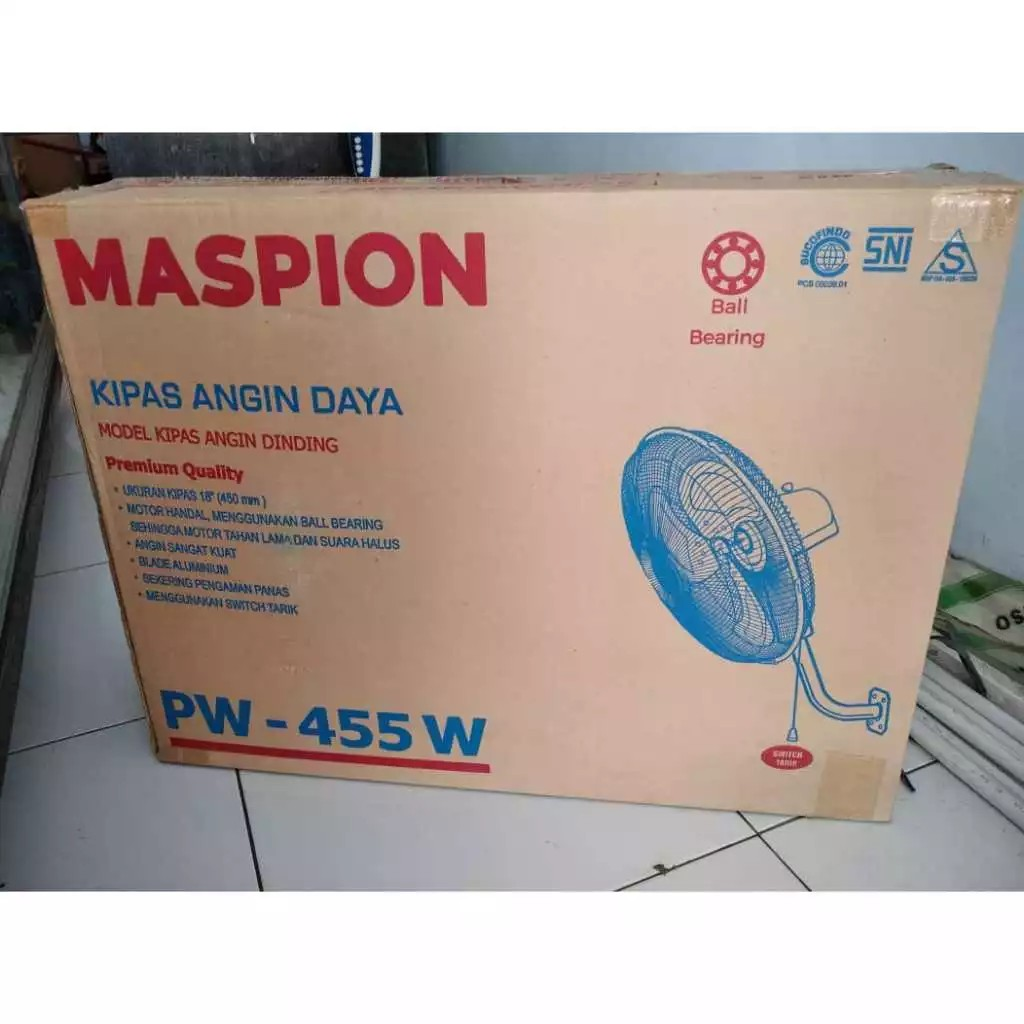 MASPION
Ball
Bearing
SUCOFINDO
SNI
S
KIPAS ANGIN DAYA
MODEL KIPAS ANGIN DINDING
Premium Quality
• UKURAN KIPAS 18" (450 mm )
• MOTOR HANDAL, MENGGUNAKAN BALL BEARING
SEHINGGA MOTOR TAHAN LAMA DAN SUARA HALUS
• ANGIN SANGAT KUAT
• BLADE ALUMINIUM
• SEKERING PENGAMAN PANAS
• MENGGUNAKAN SWITCH TARIK
PW - 455 W
SWITCH
TARIK
OS